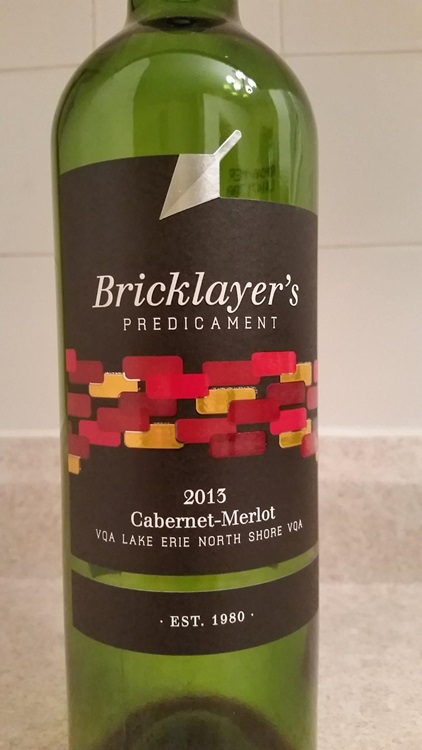 Bricklayer's
PREDICAMENT
2013
Cabernet-Merlot
VQA LAKE ERIE NORTH SHORE VQA
· EST. 1980 ·